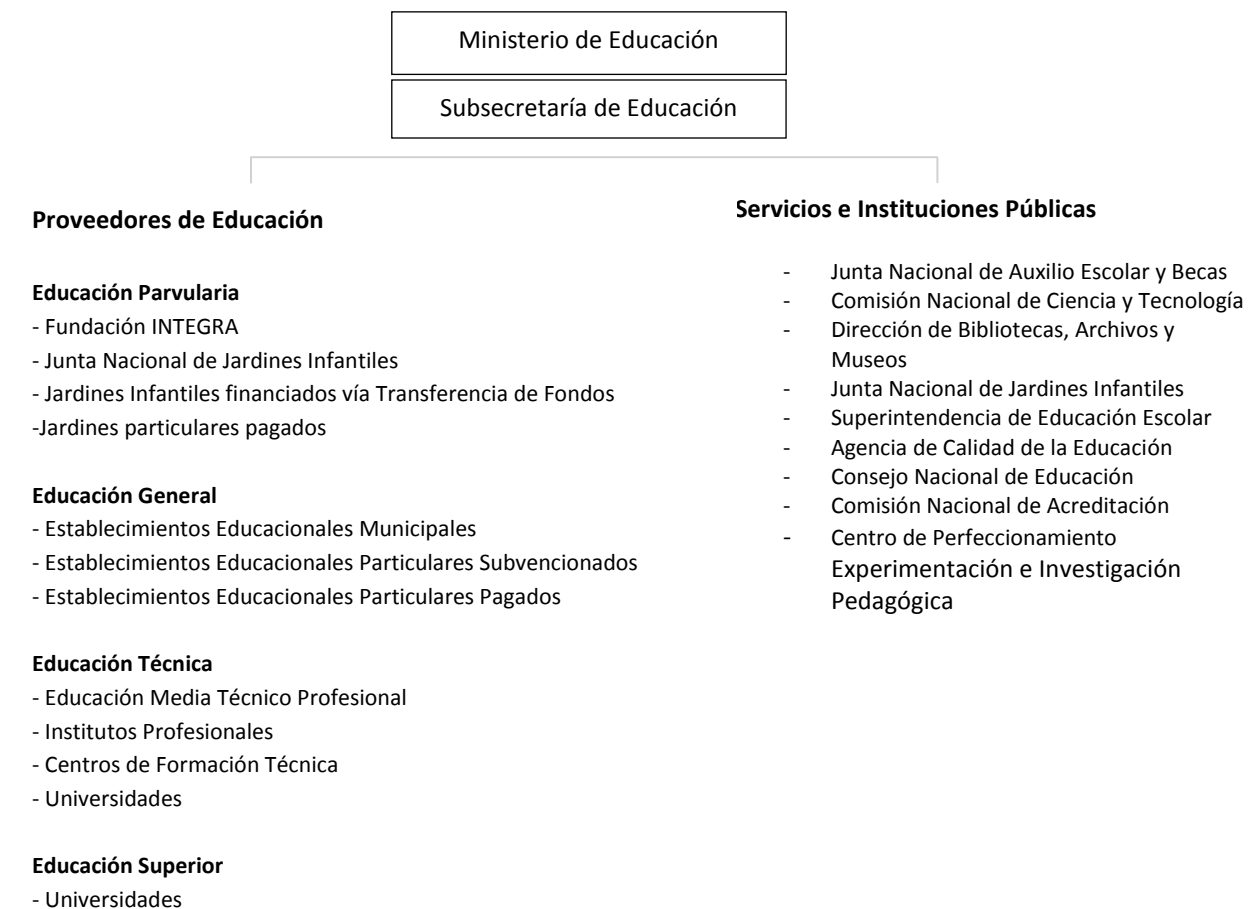 Ministerio de Educación
Subsecretaría de Educación
Proveedores de Educación
Educación Parvularia
- Fundación INTEGRA
- Junta Nacional de Jardines Infantiles
- Jardines Infantiles financiados vía Transferencia de Fondos
-Jardines particulares pagados
Educación General
- Establecimientos Educacionales Municipales
- Establecimientos Educacionales Particulares Subvencionados
- Establecimientos Educacionales Particulares Pagados
Educación Técnica
- Educación Media Técnico Profesional
- Institutos Profesionales
- Centros de Formación Técnica
- Universidades
Educación Superior
- Universidades
Servicios e Instituciones Públicas
- Junta Nacional de Auxilio Escolar y Becas
- Comisión Nacional de Ciencia y Tecnología
- Dirección de Bibliotecas, Archivos y
Museos
- Junta Nacional de Jardines Infantiles
- Superintendencia de Educación Escolar
- Agencia de Calidad de la Educación
- Consejo Nacional de Educación
- Comisión Nacional de Acreditación
- Centro de Perfeccionamiento
Experimentación e Investigación
Pedagógica